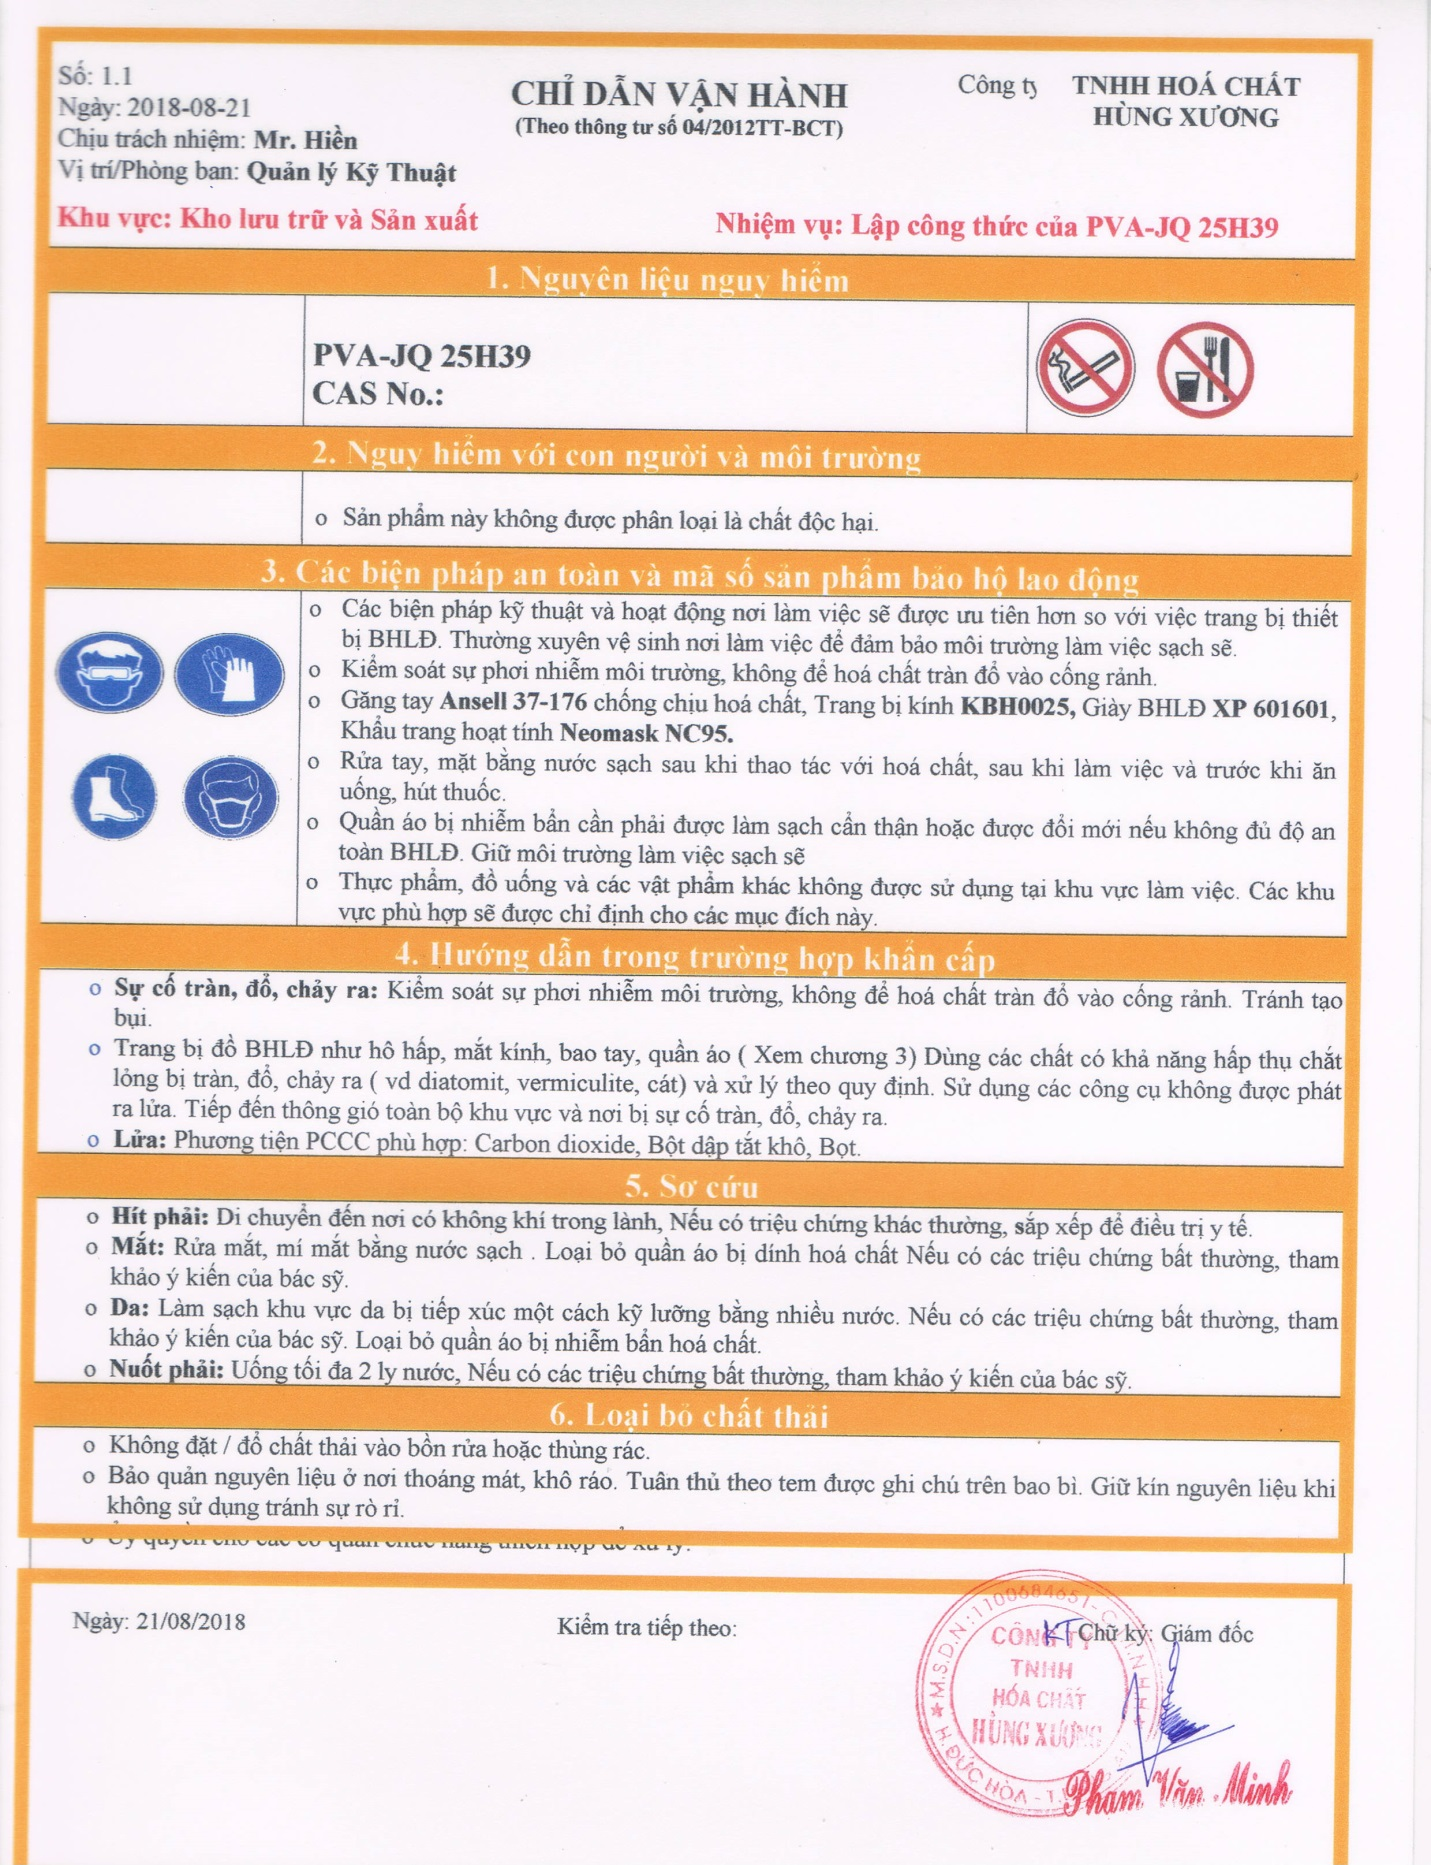 Số: 1.1
Ngày: 2018-08-21
Chịu trách nhiệm: Mr. Hiền
Vị trí/Phòng ban: Quản lý Kỹ Thuật
CHỈ DẪN VẬN HÀNH
(Theo thông tư số 04/2012TT-BCT)
Công ty TNHH HOÁ CHẤT
HÙNG XƯƠNG
Khu vực: Kho lưu trữ và Sản xuất
Nhiệm vụ: Lập công thức của PVA-JQ 25H39
1. Nguyên liệu nguy hiểm
PVA-JQ 25H39
CAS No.:
2. Nguy hiểm với con người và môi trường
o Sản phẩm này không được phân loại là chất độc hại.
3. Các biện pháp an toàn và mã số sản phẩm bảo hộ lao động
o Các biện pháp kỹ thuật và hoạt động nơi làm việc sẽ được ưu tiên hơn so với việc trang bị thiết
bị BHLĐ. Thường xuyên vệ sinh nơi làm việc để đảm bảo môi trường làm việc sạch sẽ.
o Kiểm soát sự phơi nhiễm môi trường, không để hoá chất tràn đổ vào cống rảnh.
o Găng tay Ansell 37-176 chống chịu hoá chất, Trang bị kính KBH0025, Giày BHLĐ XP 601601,
Khẩu trang hoạt tính Neomask NC95.
o Rửa tay, mặt bằng nước sạch sau khi thao tác với hoá chất, sau khi làm việc và trước khi ăn
uống, hút thuốc.
o Quần áo bị nhiễm bẩn cần phải được làm sạch cẩn thận hoặc được đổi mới nếu không đủ độ an
toàn BHLĐ. Giữ môi trường làm việc sạch sẽ
o Thực phẩm, đồ uống và các vật phẩm khác không được sử dụng tại khu vực làm việc. Các khu
vực phù hợp sẽ được chỉ định cho các mục đích này.
4. Hướng dẫn trong trường hợp khẩn cấp
o Sự cố tràn, đổ, chảy ra: Kiểm soát sự phơi nhiễm môi trường, không để hoá chất tràn đổ vào cống rảnh. Tránh tạo
bụi.
o Trang bị đồ BHLĐ như hô hấp, mắt kính, bao tay, quần áo ( Xem chương 3) Dùng các chất có khả năng hấp thụ chắt
lỏng bị tràn, đổ, chảy ra ( vd diatomit, vermiculite, cát) và xử lý theo quy định. Sử dụng các công cụ không được phát
ra lửa. Tiếp đến thông gió toàn bộ khu vực và nơi bị sự cố tràn, đổ, chảy ra.
o Lửa: Phương tiện PCCC phù hợp: Carbon dioxide, Bột dập tắt khô, Bọt.
5. Sơ cứu
o Hít phải: Di chuyển đến nơi có không khí trong lành, Nếu có triệu chứng khác thường, sắp xếp để điều trị y tế.
o Mắt: Rửa mắt, mí mắt bằng nước sạch . Loại bỏ quần áo bị dính hoá chất Nếu có các triệu chứng bất thường, tham
khảo ý kiến của bác sỹ.
o Da: Làm sạch khu vực da bị tiếp xúc một cách kỹ lưỡng bằng nhiều nước. Nếu có các triệu chứng bất thường, tham
khảo ý kiến của bác sỹ. Loại bỏ quần áo bị nhiễm bẩn hoá chất.
o Nuốt phải: Uống tối đa 2 ly nước, Nếu có các triệu chứng bất thường, tham khảo ý kiến của bác sỹ.
6. Loại bỏ chất thải
o Không đặt / đổ chất thải vào bồn rửa hoặc thùng rác.
o Bảo quản nguyên liệu ở nơi thoáng mát, khô ráo. Tuân thủ theo tem được ghi chú trên bao bì. Giữ kín nguyên liệu khi
không sử dụng tránh sự rò rỉ.
o Ủy quyền cho các cơ quan chức năng thích hợp để xử lý.
Ngày: 21/08/2018
Kiểm tra tiếp theo:
KT Chữ ký: Giám đốc
M.S.D.N: 1100684651
CÔNG TY
TNHH
HÓA CHẤT
HÙNG XƯƠNG
H. ĐỨC HÒA
Phạm Văn Minh